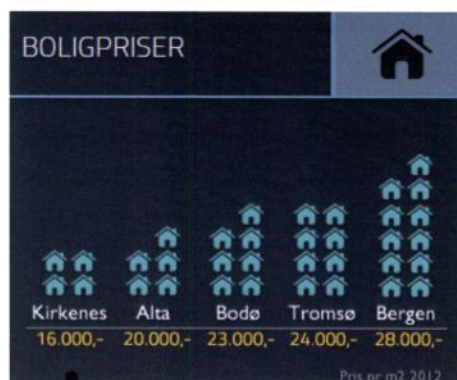 BOLIGPRISER
Kirkenes Alta Bodø Tromsø Bergen
16.000,- 20.000,- 23.000,- 24.000,- 28.000,-
Pris pr m2 2012